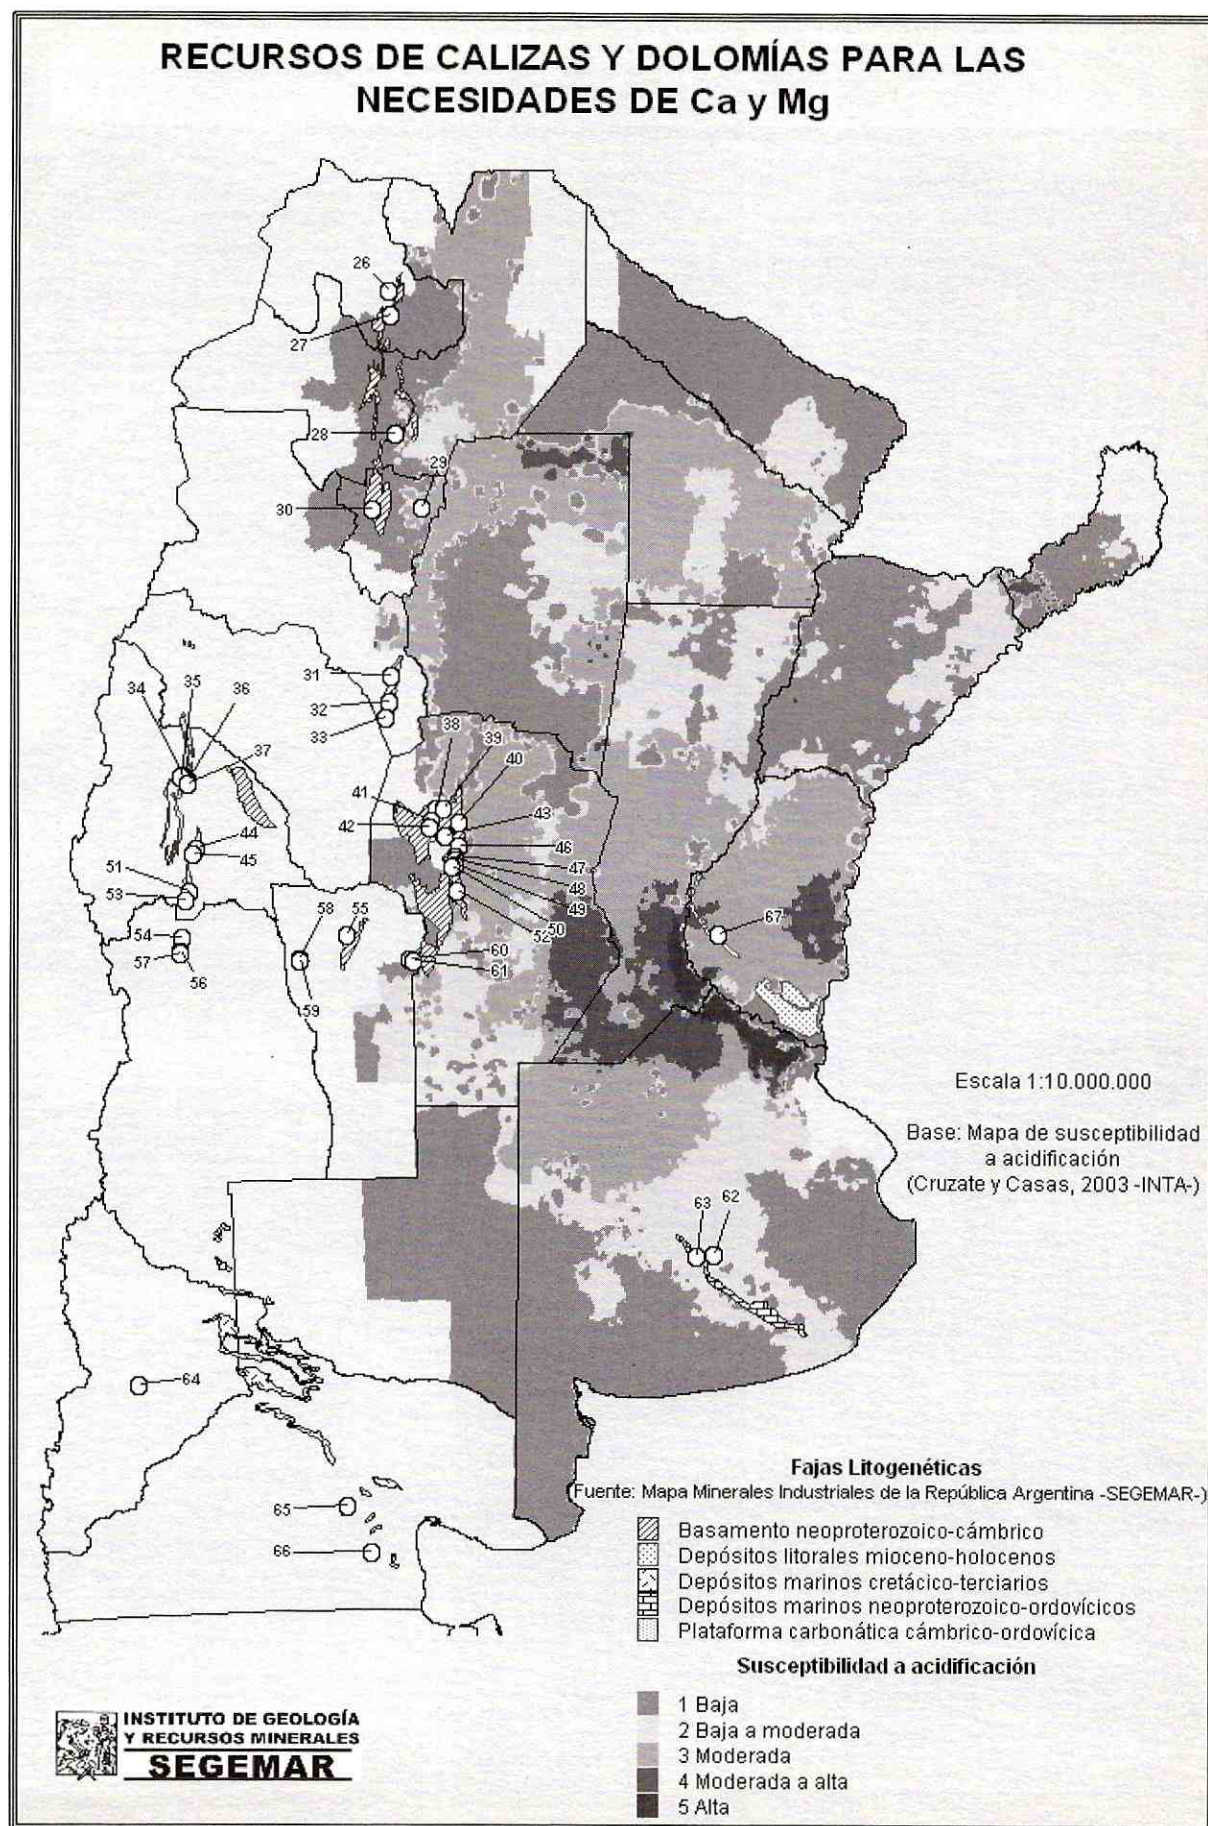 RECURSOS DE CALIZAS Y DOLOMÍAS PARA LAS
NECESIDADES DE Ca y Mg
26
27
28
29
30
31
32
33
34
35
36
37
38
39
40
41
42
43
44
45
46
47
48
49
50
51
52
53
54
55
56
57
58
59
60
61
67
Escala 1:10.000.000
Base: Mapa de susceptibilidad
a acidificación
(Cruzate y Casas, 2003 -INTA-)
63
62
64
65
66
Fajas Litogenéticas
Fuente: Mapa Minerales Industriales de la República Argentina -SEGEMAR-)
Basamento neoproterozoico-cámbrico
Depósitos litorales mioceno-holocenos
Depósitos marinos cretácico-terciarios
Depósitos marinos neoproterozoico-ordovícicos
Plataforma carbonática cámbrico-ordovícica
Susceptibilidad a acidificación
1 Baja
2 Baja a moderada
3 Moderada
4 Moderada a alta
5 Alta
INSTITUTO DE GEOLOGÍA
Y RECURSOS MINERALES
SEGEMAR